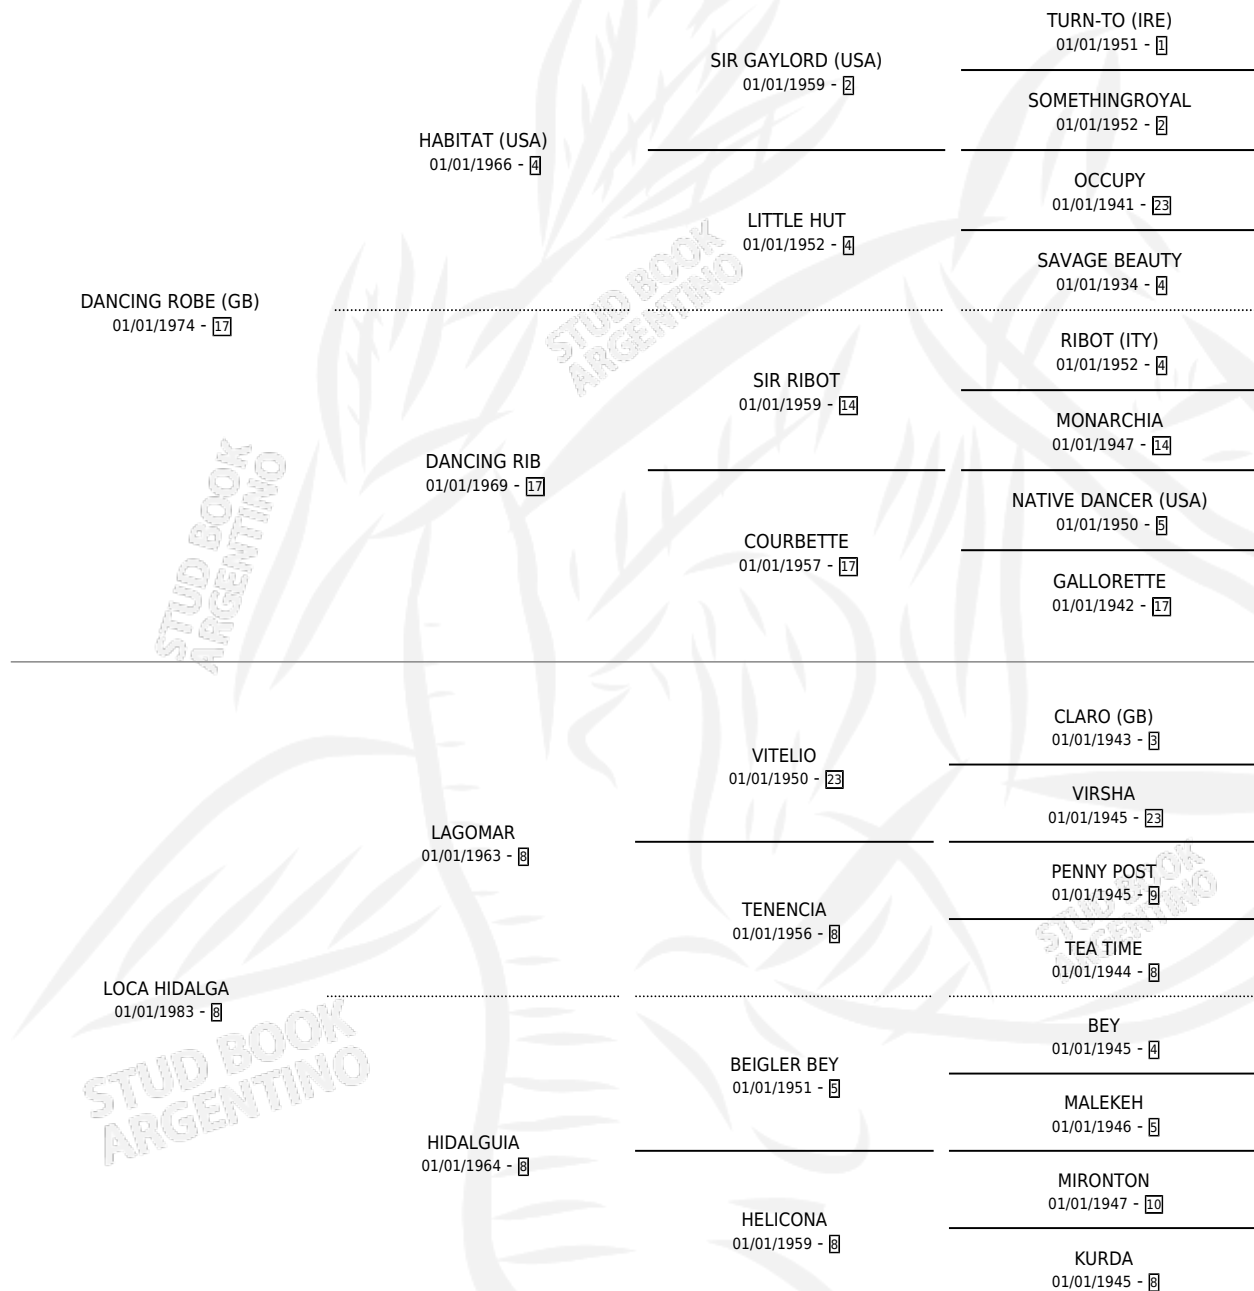 TURN-TO (IRE)
01/01/1951 - 1
SIR GAYLORD (USA)
01/01/1959 - 2
SOMETHINGROYAL
01/01/1952 - 2
HABITAT (USA)
01/01/1966 - 4
OCCUPY
01/01/1941 - 23
LITTLE HUT
01/01/1952 - 4
SAVAGE BEAUTY
01/01/1934 - 4
DANCING ROBE (GB)
01/01/1974 - 17
RIBOT (ITY)
01/01/1952 - 4
SIR RIBOT
01/01/1959 - 14
MONARCHIA
01/01/1947 - 14
DANCING RIB
01/01/1969 - 17
NATIVE DANCER (USA)
01/01/1950 - 5
COURBETTE
01/01/1957 - 17
GALLORETTE
01/01/1942 - 17
CLARO (GB)
01/01/1943 - 3
VITELIO
01/01/1950 - 23
VIRSHA
01/01/1945 - 23
LAGOMAR
01/01/1963 - 8
PENNY POST
01/01/1945 - 9
TENENCIA
01/01/1956 - 8
TEA TIME
01/01/1944 - 8
LOCA HIDALGA
01/01/1983 - 8
BEY
01/01/1945 - 4
BEIGLER BEY
01/01/1951 - 5
MALEKEH
01/01/1946 - 5
HIDALGUIA
01/01/1964 - 8
MIRONTON
01/01/1947 - 10
HELICONA
01/01/1959 - 8
KURDA
01/01/1945 - 8
STUD BOOK
ARGENTINO
STUD BOOK
ARGENTINO
STUD BOOK
ARGENTINO
STUD BOOK
ARGENTINO